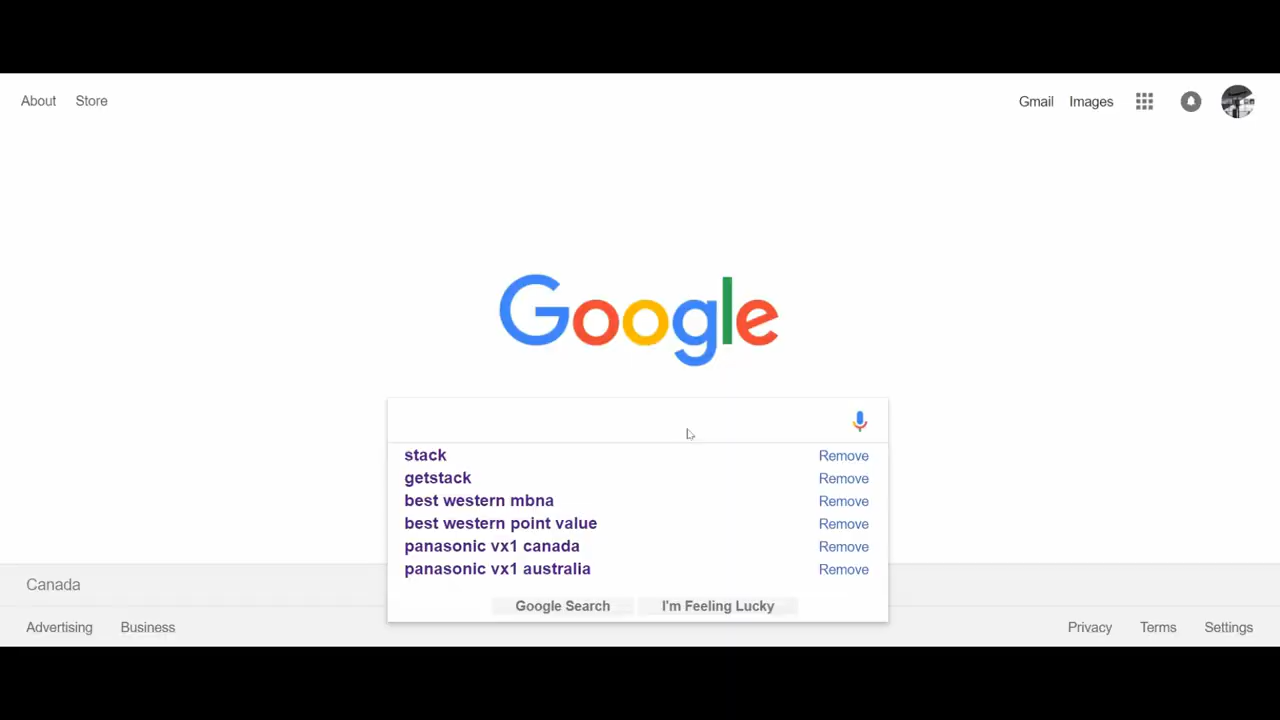 About Store Gmail Images
Google
stack Remove
getstack Remove
best western mbna Remove
best western point value Remove
panasonic vx1 canada Remove
panasonic vx1 australia Remove
Google Search I'm Feeling Lucky
Canada
Advertising Business Privacy Terms Settings